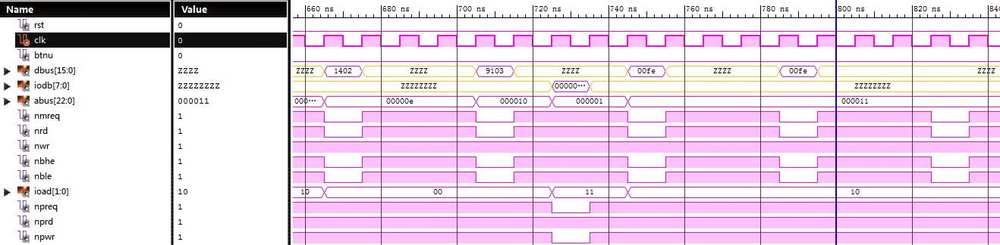 Name Value 660 ns 680 ns 700 ns 720 ns 740 ns 760 ns 780 ns 800 ns 820 ns 840
rst 0
clk 0
btnu 0
dbus[15:0] ZZZZ ZZZZ 1402 ZZZZ 9103 ZZZZ 00fe ZZZZ 00fe ZZZZ
iodb[7:0] ZZZZZZZZ ZZZZZZZZ 00000··· ZZZZZZZZ
abus[22:0] 000011 000··· 00000e 000010 000001 000011
nmreq 1
nrd 1
nwr 1
nbhe 1
nble 1
ioad[1:0] 10 10 00 11 10
npreq 1
nprd 1
npwr 1